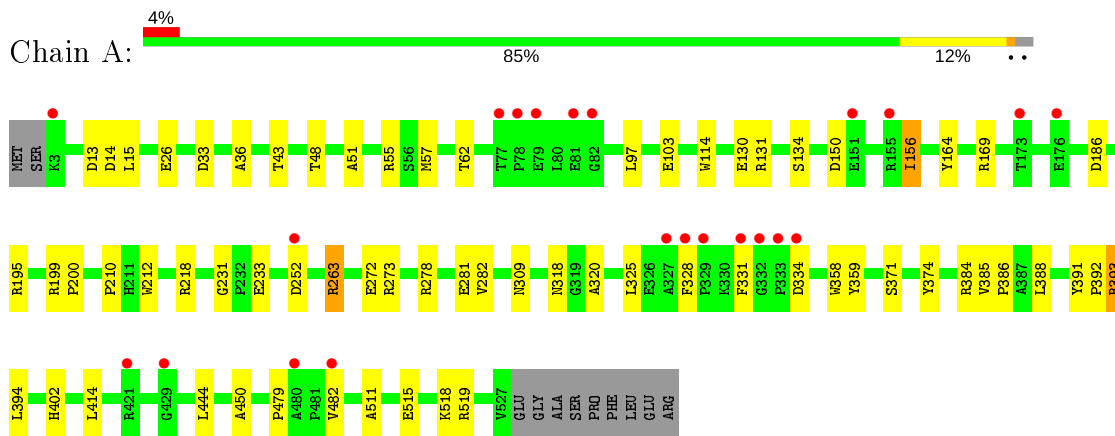 4%
Chain A:
85%
12%
MET SER K3 D13 D14 L15 E26 D33 A36 T43 T48 A51 R55 S56 M57 T62 T77 P78 E79 L80 E81 G82 L97 E103 W114 E130 R131 S134 D150 E151 R155 I156 Y164 R169 T173 E176 D186
R195 R199 P200 P210 H211 W212 R218 G231 P232 E233 D252 R263 E272 R273 R278 E281 V282 N309 N318 G319 A320 L325 E326 A327 F328 P329 K330 F331 G332 P333 D334 W358 Y359 S371 Y374 R384 V385 P386 A387 L388 Y391 P392
L394 H402 L414 R421 G429 L444 A450 P479 A480 P481 V482 A511 E515 K518 R519 V527 GLU GLY ALA SER PRO PHE LEU GLU ARG